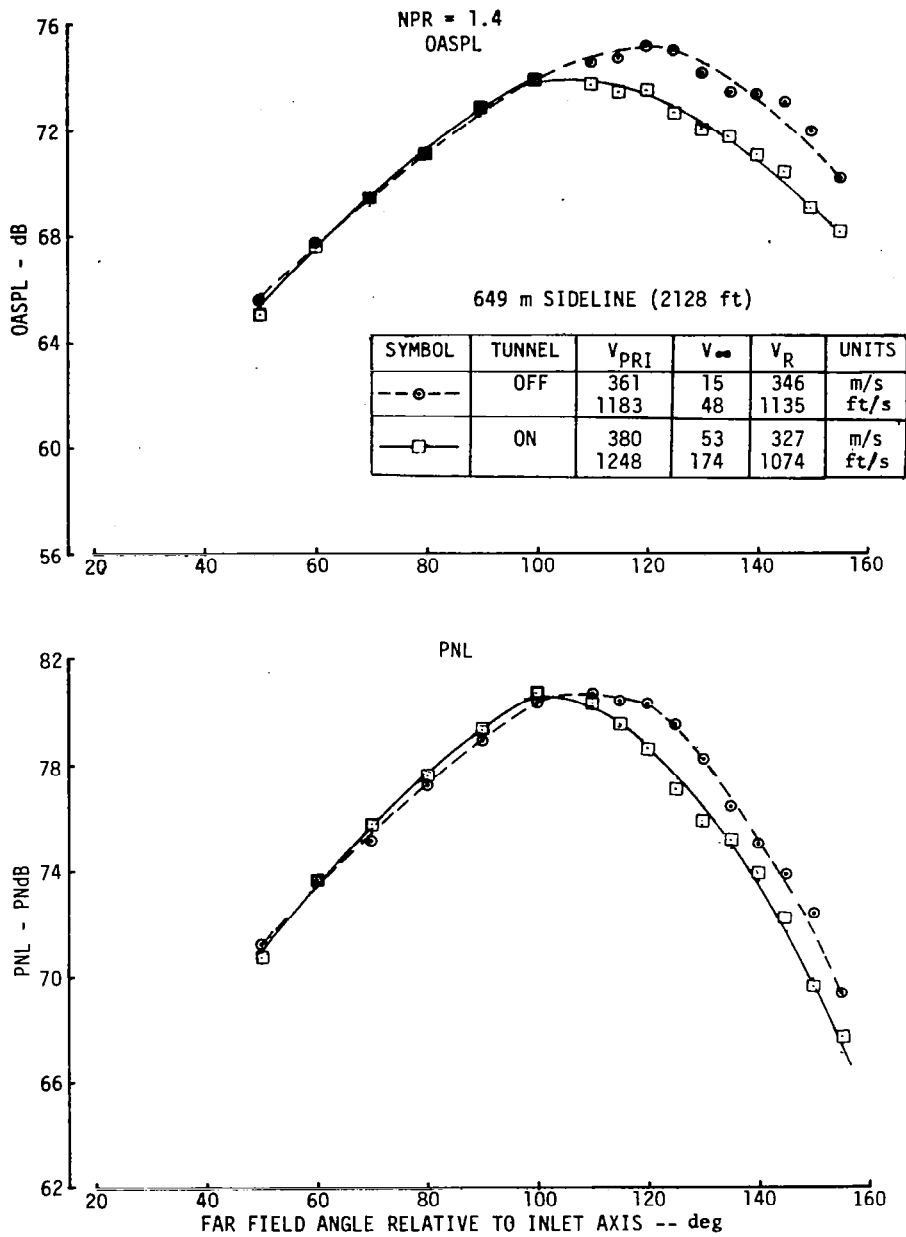 NPR = 1.4
OASPL
76
72
68
64
60
56
OASPL - dB
20 40 60 80 100 120 140 160
649 m SIDELINE (2128 ft)
SYMBOL TUNNEL V PRI V∞ V R UNITS
OFF 361 15 346 m/s
1183 48 1135 ft/s
ON 380 53 327 m/s
1248 174 1074 ft/s
PNL
82
78
74
70
66
62
PNL - PNdB
20 40 60 80 100 120 140 160
FAR FIELD ANGLE RELATIVE TO INLET AXIS -- deg